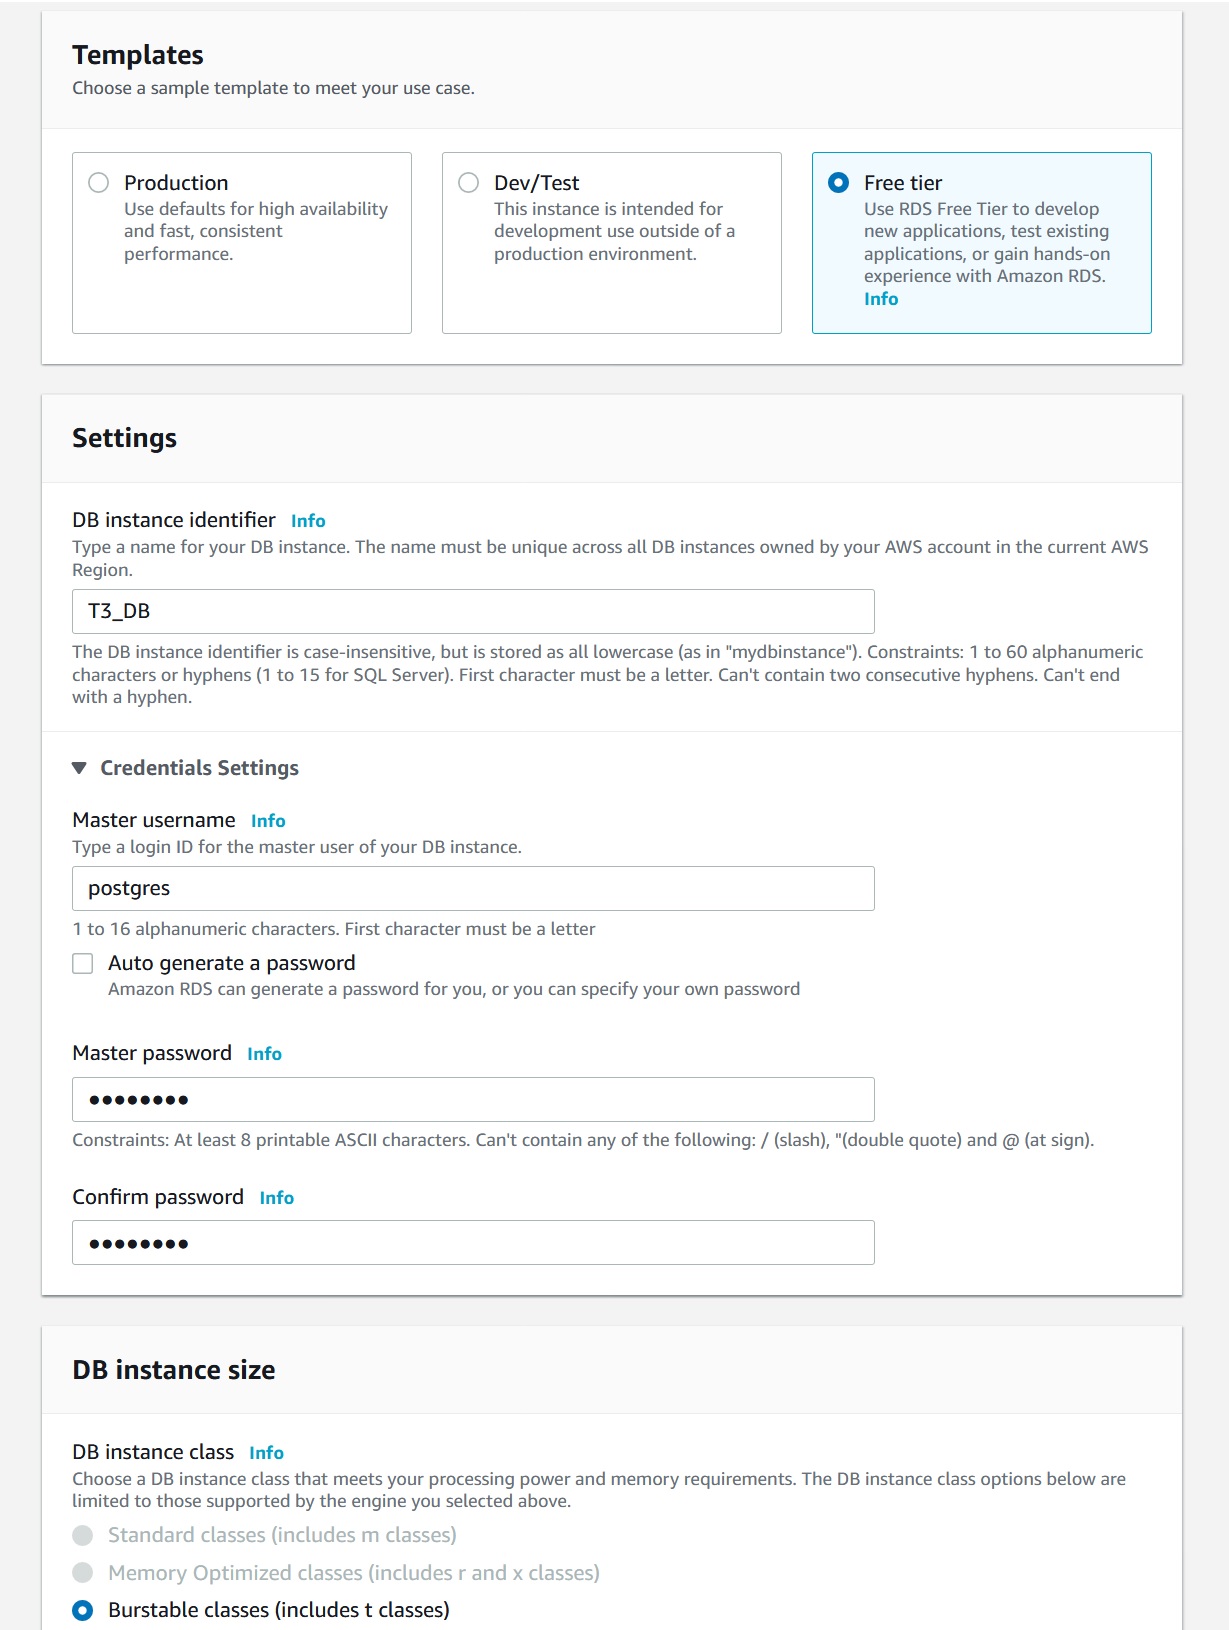 Templates
Choose a sample template to meet your use case.
Production
Use defaults for high availability
and fast, consistent
performance.
Dev/Test
This instance is intended for
development use outside of a
production environment.
Free tier
Use RDS Free Tier to develop
new applications, test existing
applications, or gain hands-on
experience with Amazon RDS.
Info
Settings
DB instance identifier Info
Type a name for your DB instance. The name must be unique across all DB instances owned by your AWS account in the current AWS
Region.
T3_DB
The DB instance identifier is case-insensitive, but is stored as all lowercase (as in "mydbinstance"). Constraints: 1 to 60 alphanumeric
characters or hyphens (1 to 15 for SQL Server). First character must be a letter. Can't contain two consecutive hyphens. Can't end
with a hyphen.
Credentials Settings
Master username Info
Type a login ID for the master user of your DB instance.
postgres
1 to 16 alphanumeric characters. First character must be a letter
Auto generate a password
Amazon RDS can generate a password for you, or you can specify your own password
Master password Info
••••••••
Constraints: At least 8 printable ASCII characters. Can't contain any of the following: / (slash), "(double quote) and @ (at sign).
Confirm password Info
••••••••
DB instance size
DB instance class Info
Choose a DB instance class that meets your processing power and memory requirements. The DB instance class options below are
limited to those supported by the engine you selected above.
Standard classes (includes m classes)
Memory Optimized classes (includes r and x classes)
Burstable classes (includes t classes)